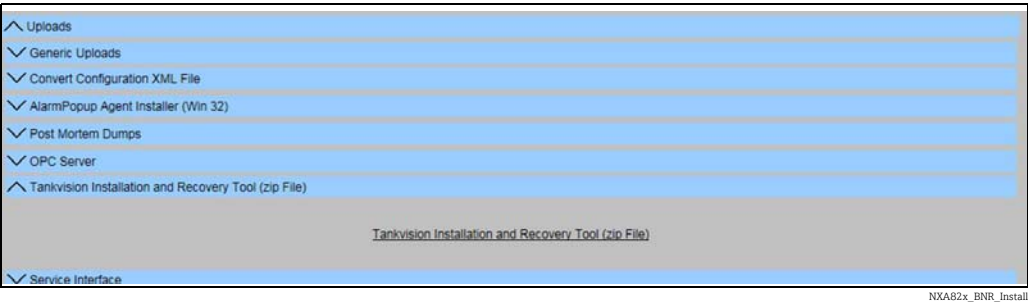 Uploads
Generic Uploads
Convert Configuration XML File
AlarmPopup Agent Installer (Win 32)
Post Mortem Dumps
OPC Server
Tankvision Installation and Recovery Tool (zip File)
Tankvision Installation and Recovery Tool (zip File)
Service Interface
NXA82x_BNR_Install